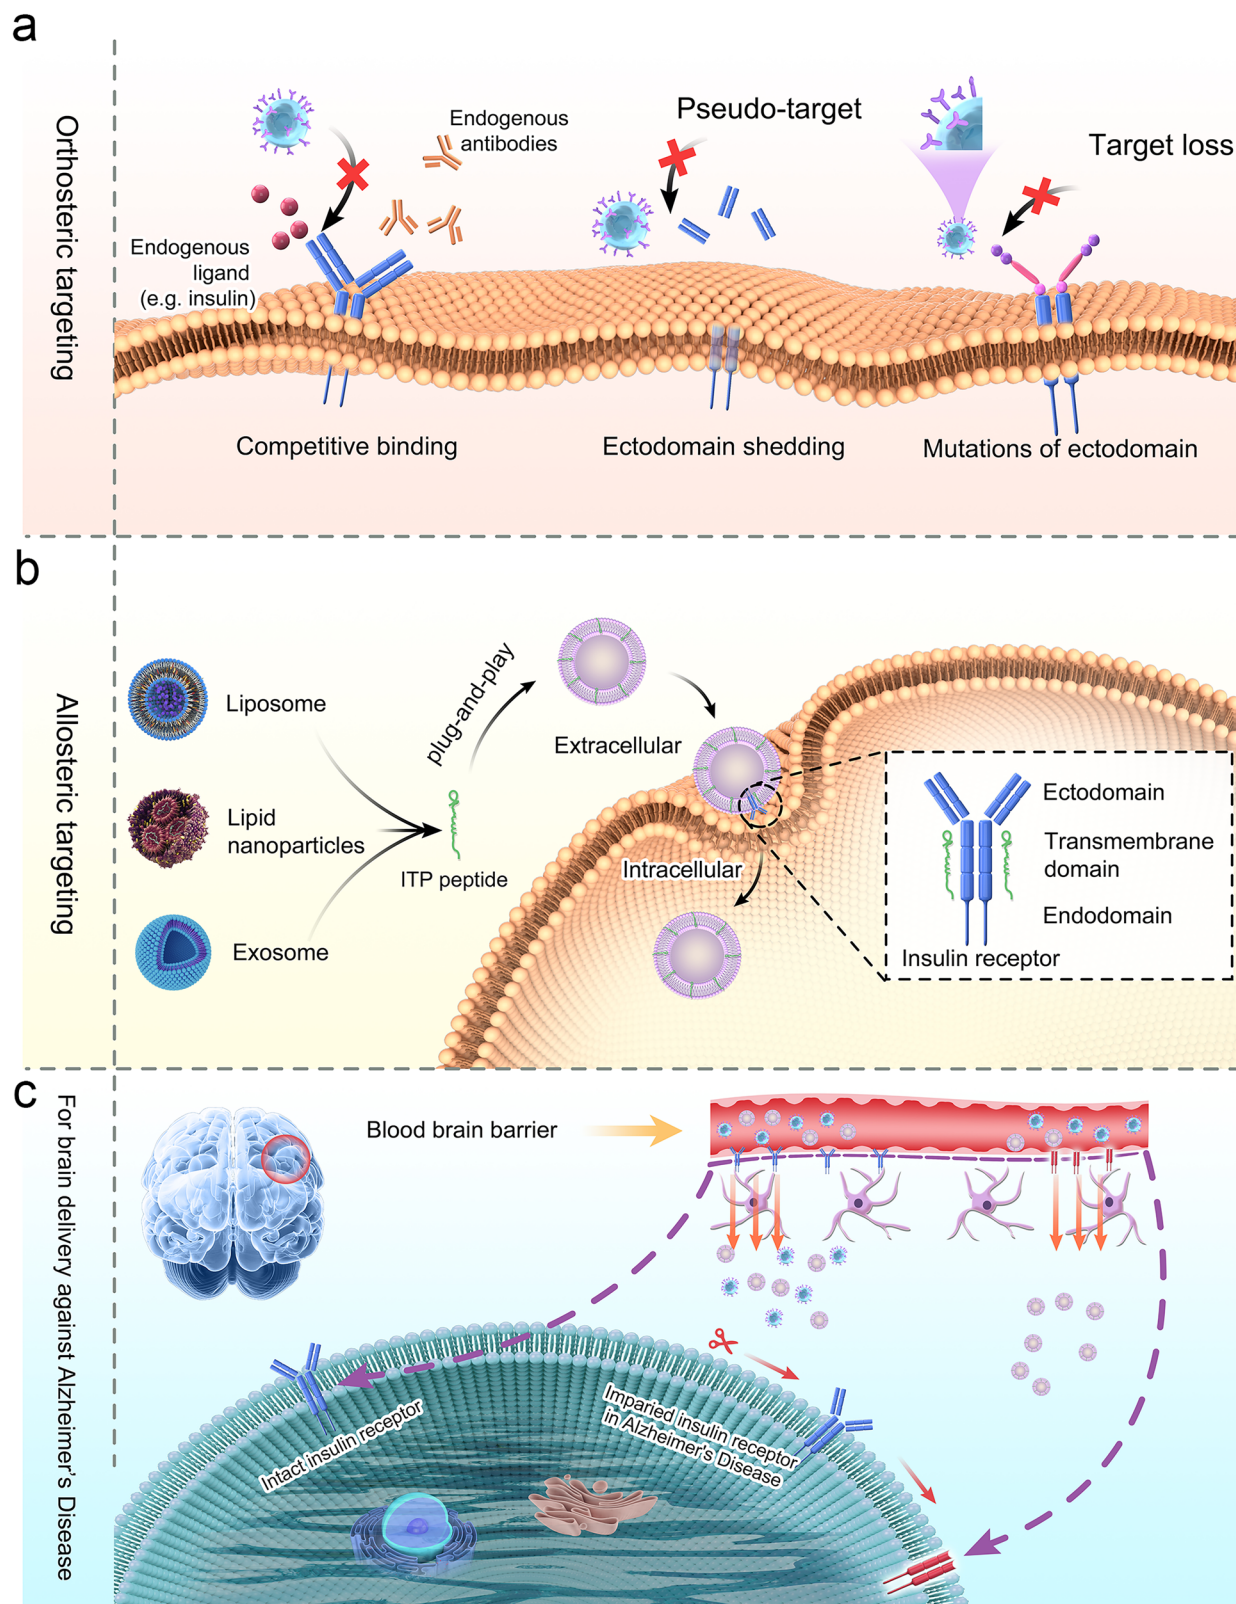 a
Orthosteric targeting
Endogenous
antibodies
Pseudo-target
Target loss
Endogenous
ligand
(e.g. insulin)
Competitive binding
Ectodomain shedding
Mutations of ectodomain
b
Allosteric targeting
Liposome
Lipid
nanoparticles
Exosome
ITP peptide
plug-and-play
Extracellular
Intracellular
Ectodomain
Transmembrane
domain
Endodomain
Insulin receptor
c
For brain delivery against Alzheimer's Disease
Blood brain barrier
Intact insulin receptor
Imparied insulin receptor
in Alzheimer's Disease